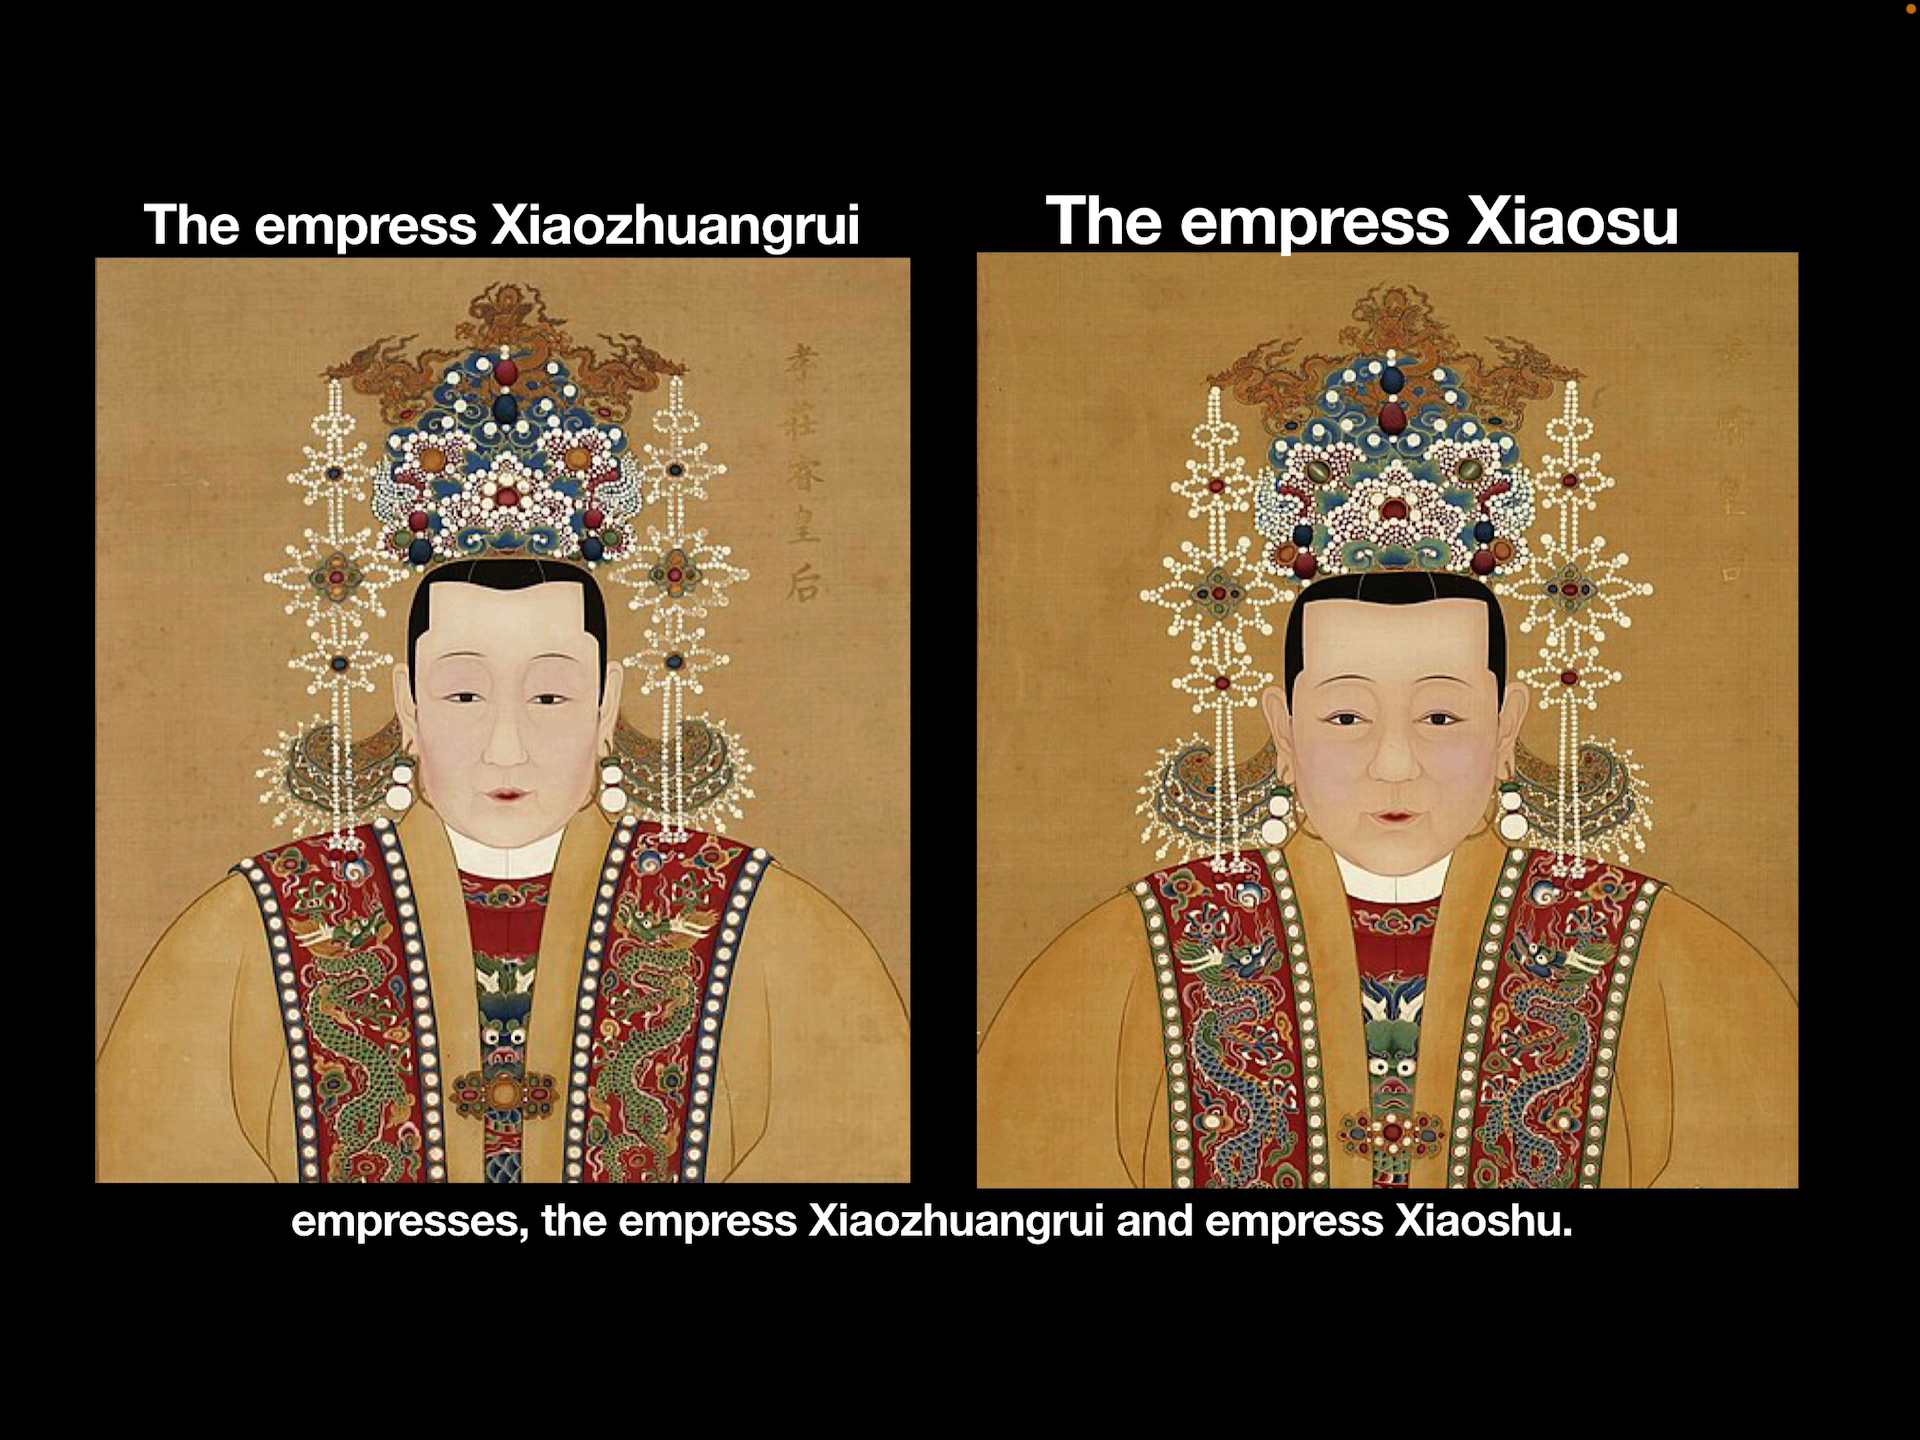 The empress Xiaozhuangrui
The empress Xiaosu
孝莊睿皇后
empresses, the empress Xiaozhuangrui and empress Xiaoshu.